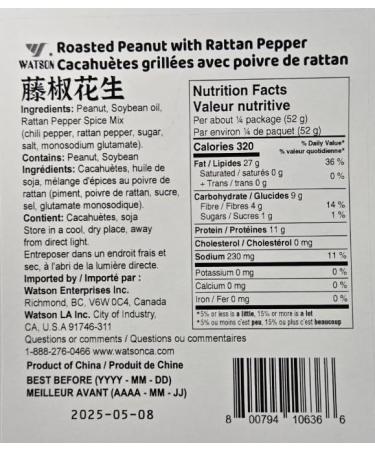 Roasted Peanut with Rattan Pepper
WATSON Cacahuètes grillées avec poivre de rattan
藤椒花生
Ingredients: Peanut, Soybean oil,
Rattan Pepper Spice Mix
(chili pepper, rattan pepper, sugar,
salt, monosodium glutamate).
Contains: Peanut, Soybean
Ingrédients: Cacahuètes, huile de
soja, mélange d'épices au poivre de
rattan (piment, poivre de rattan, sucre,
sel, glutamate monosodique).
Contient: Cacahuètes, soja
Store in a cool, dry place, away
from direct light.
Entreposer dans un endroit frais et
sec, à l'abri de la lumière directe.
Imported by / Importé par :
Watson Enterprises Inc.
Richmond, BC, V6W 0C4, Canada
Watson LA Inc. City of Industry,
CA, U.S.A 91746-311
Questions or comments / Questions ou commentaires
1-888-276-0466 www.watsonca.com
Product of China / Produit de Chine
BEST BEFORE (YYYY - MM - DD)
MEILLEUR AVANT (AAAA - MM - JJ)
2025-05-08
Nutrition Facts
Valeur nutritive
Per about ¼ package (52 g)
Par environ ¼ de paquet (52 g)
Calories 320 % Daily Value*
% valeur quotidienne*
Fat / Lipides 27 g 36 %
Saturated / saturés 0 g 0 %
+ Trans / trans 0 g
Carbohydrate / Glucides 9 g
Fibre / Fibres 4 g 14 %
Sugars / Sucres 1 g 1 %
Protein / Protéines 11 g
Cholesterol / Cholestérol 0 mg
Sodium 230 mg 11 %
Potassium 0 mg 0 %
Calcium 0 mg 0 %
Iron / Fer 0 mg 0 %
*5% or less is a little, 15% or more is a lot
*5% ou moins c'est peu, 15% ou plus c'est beaucoup
8 00794 10636 6